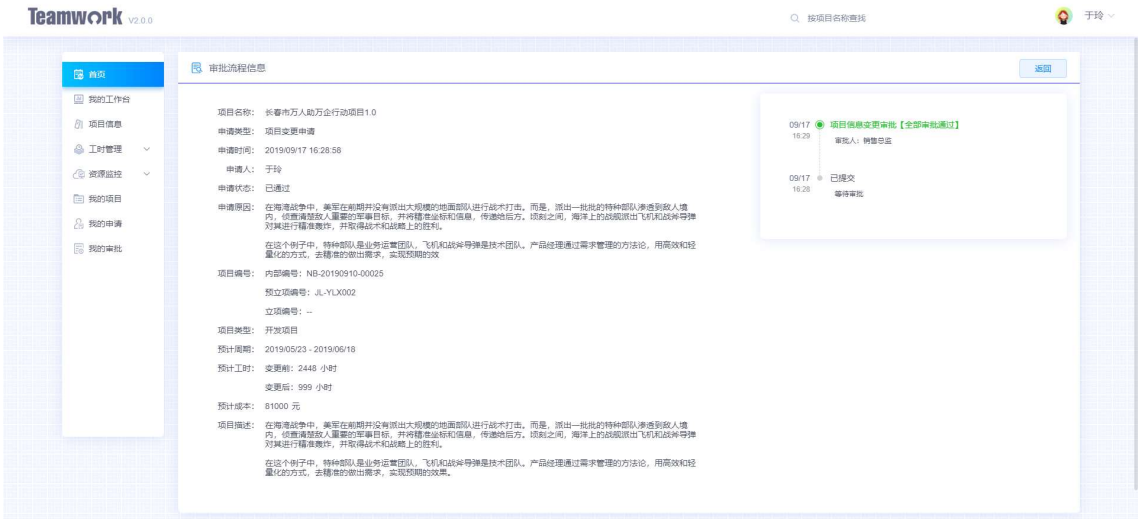 Teamwork V2.0.0
按项目名称查找
于玲
首页
我的工作台
项目信息
工时管理
资源监控
我的项目
我的申请
我的审批
审批流程信息
返回
项目名称： 长春市万人助万企行动项目1.0
申请类型： 项目变更申请
申请时间： 2019/09/17 16:28:58
申请人： 于玲
申请状态： 已通过
申请原因： 在海湾战争中，美军在前期并没有派出大规模的地面部队进行战术打击。而是，派出一批批的特种部队渗透到敌人境
内，侦查清楚敌人重要的军事目标，并将精准坐标和信息，传递给后方。顷刻之间，海洋上的战舰派出飞机和战斧导弹
对其进行精准轰炸，并取得战术和战略上的胜利。
在这个例子中，特种部队是业务运营团队，飞机和战斧导弹是技术团队。产品经理通过需求管理的方法论，用高效和轻
量化的方式，去精准的做出需求，实现预期的效
项目编号： 内部编号：NB-20190910-00025
预立项编号：JL-YLX002
立项编号：--
项目类型： 开发项目
预计周期： 2019/05/23 - 2019/06/18
预计工时： 变更前：2448 小时
变更后：999 小时
预计成本： 81000 元
项目描述： 在海湾战争中，美军在前期并没有派出大规模的地面部队进行战术打击。而是，派出一批批的特种部队渗透到敌人境
内，侦查清楚敌人重要的军事目标，并将精准坐标和信息，传递给后方。顷刻之间，海洋上的战舰派出飞机和战斧导弹
对其进行精准轰炸，并取得战术和战略上的胜利。
在这个例子中，特种部队是业务运营团队，飞机和战斧导弹是技术团队。产品经理通过需求管理的方法论，用高效和轻
量化的方式，去精准的做出需求，实现预期的效果。
09/17 项目信息变更审批【全部审批通过】
16:29 审批人：销售总监
09/17 已提交
16:28 等待审批